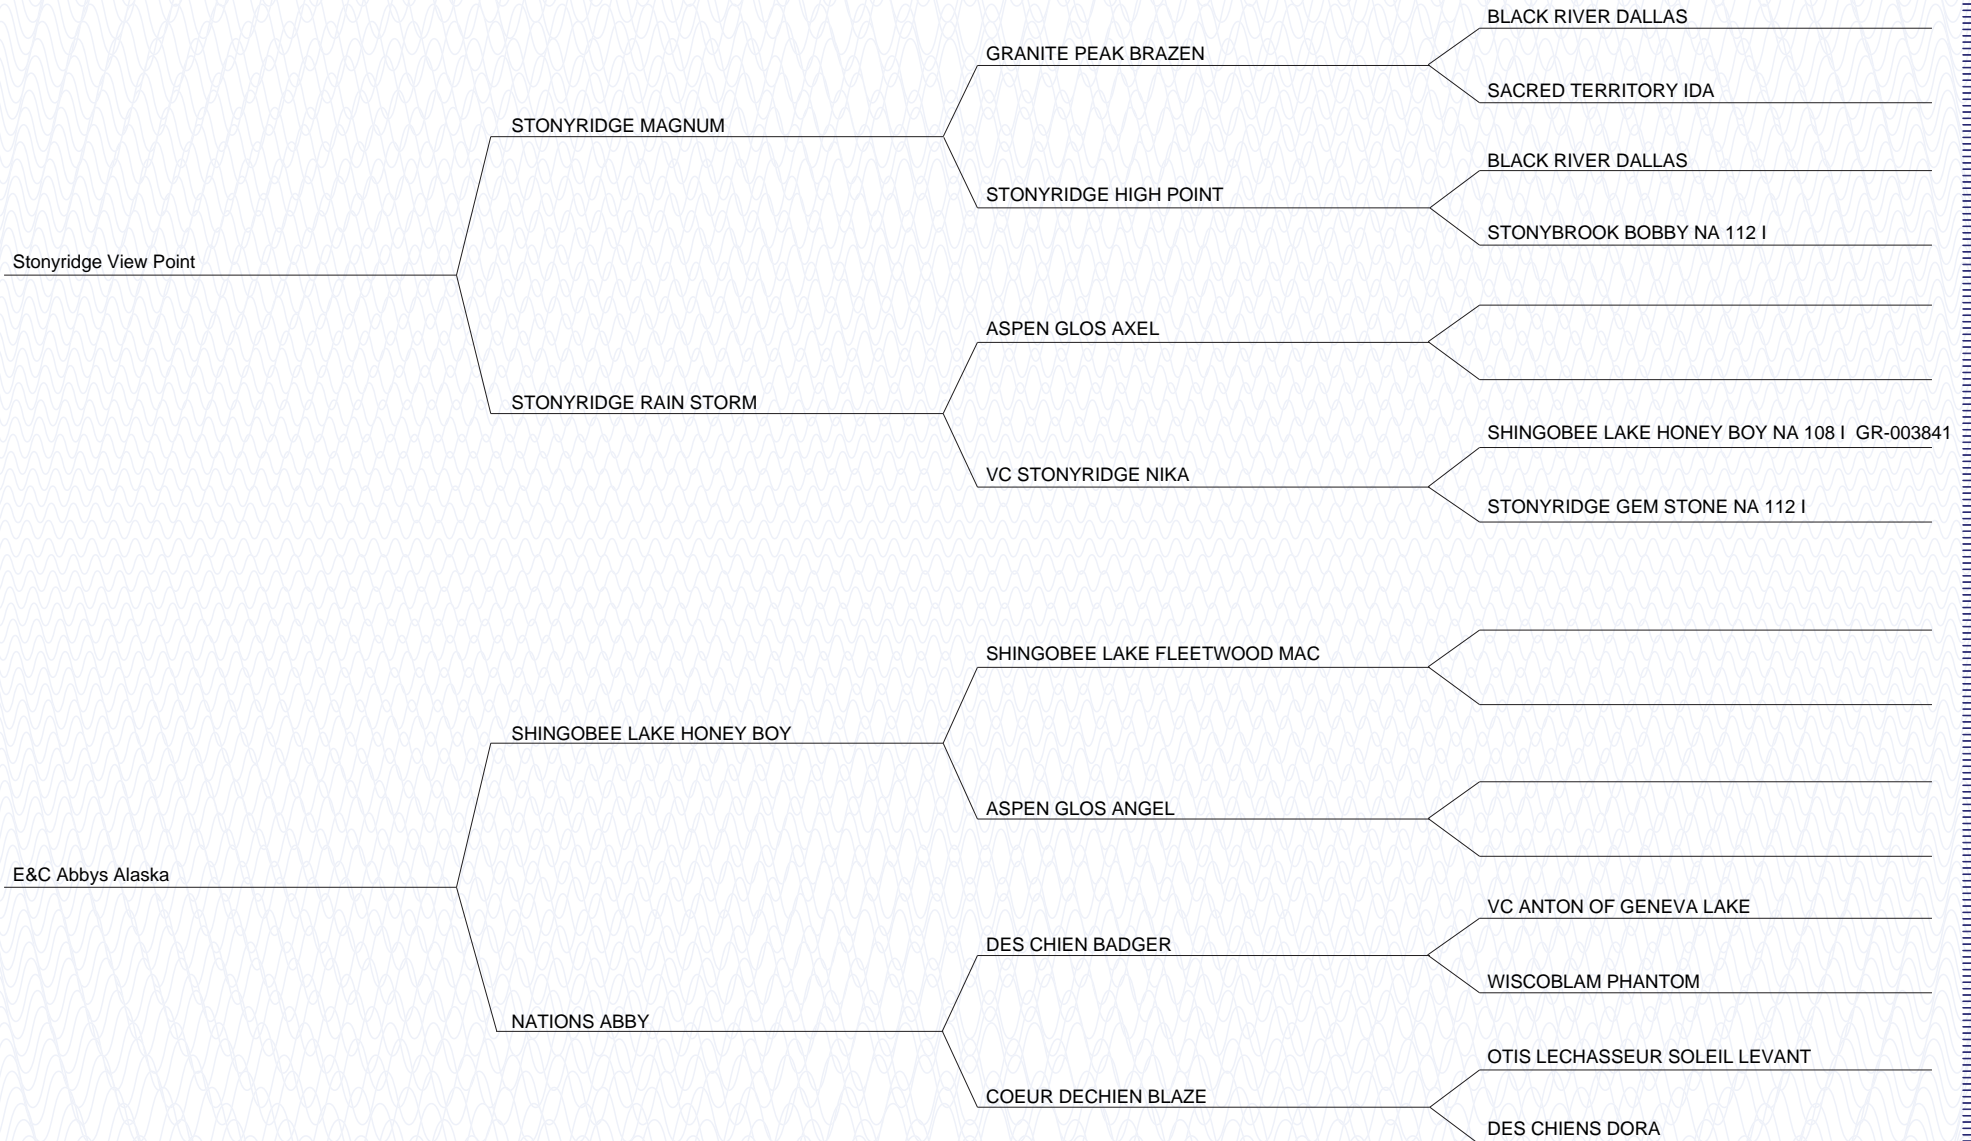 BLACK RIVER DALLAS
GRANITE PEAK BRAZEN
SACRED TERRITORY IDA
STONYRIDGE MAGNUM
BLACK RIVER DALLAS
STONYRIDGE HIGH POINT
STONYBROOK BOBBY NA 112 I
Stonyridge View Point
ASPEN GLOS AXEL
STONYRIDGE RAIN STORM
SHINGOBEE LAKE HONEY BOY NA 108 I GR-003841
VC STONYRIDGE NIKA
STONYRIDGE GEM STONE NA 112 I
SHINGOBEE LAKE FLEETWOOD MAC
SHINGOBEE LAKE HONEY BOY
ASPEN GLOS ANGEL
E&C Abbys Alaska
VC ANTON OF GENEVA LAKE
DES CHIEN BADGER
WISCOBLAM PHANTOM
NATIONS ABBY
OTIS LECHASSEUR SOLEIL LEVANT
COEUR DECHIEN BLAZE
DES CHIENS DORA